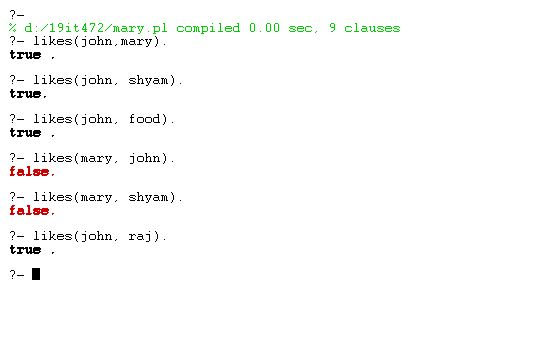 ?-
% d:/19it472/mary.pl compiled 0.00 sec, 9 clauses
?- likes(john,mary).
true .
?- likes(john, shyam).
true.
?- likes(john, food).
true .
?- likes(mary, john).
false.
?- likes(mary, shyam).
false.
?- likes(john, raj).
true .
?-